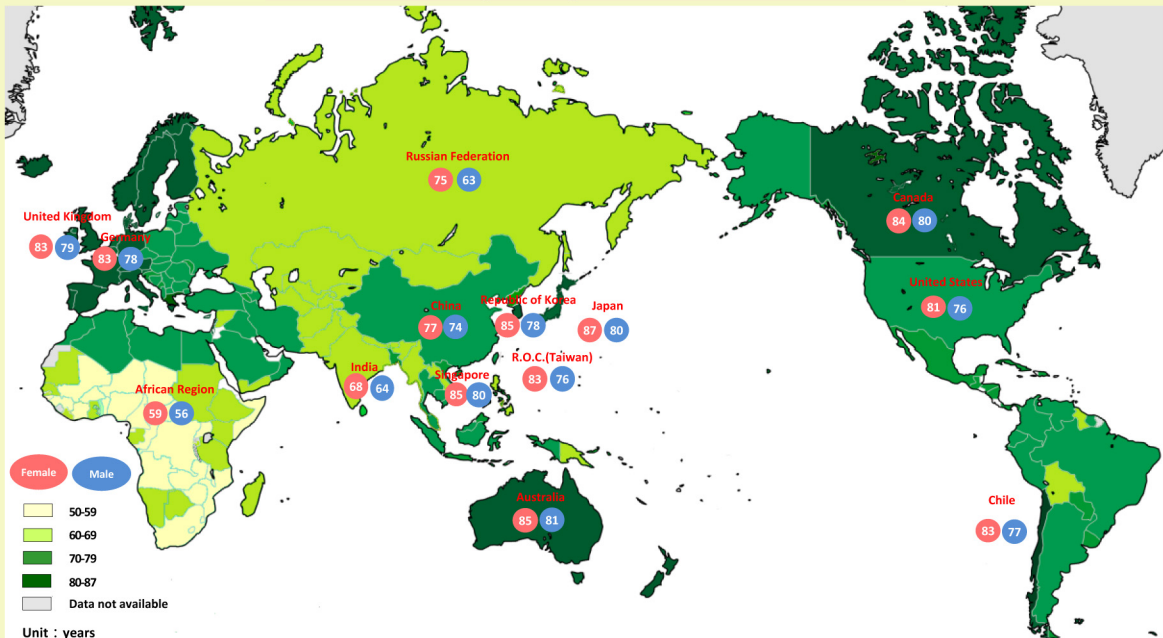 Russian Federation
75 63
United Kingdom
83 79
Germany
83 78
Canada
84 80
United States
81 76
China
77 74
Republic of Korea
85 78
Japan
87 80
R.O.C.(Taiwan)
83 76
India
68 64
Singapore
85 80
African Region
59 56
Australia
85 81
Chile
83 77
Female
Male
50-59
60-69
70-79
80-87
Data not available
Unit : years